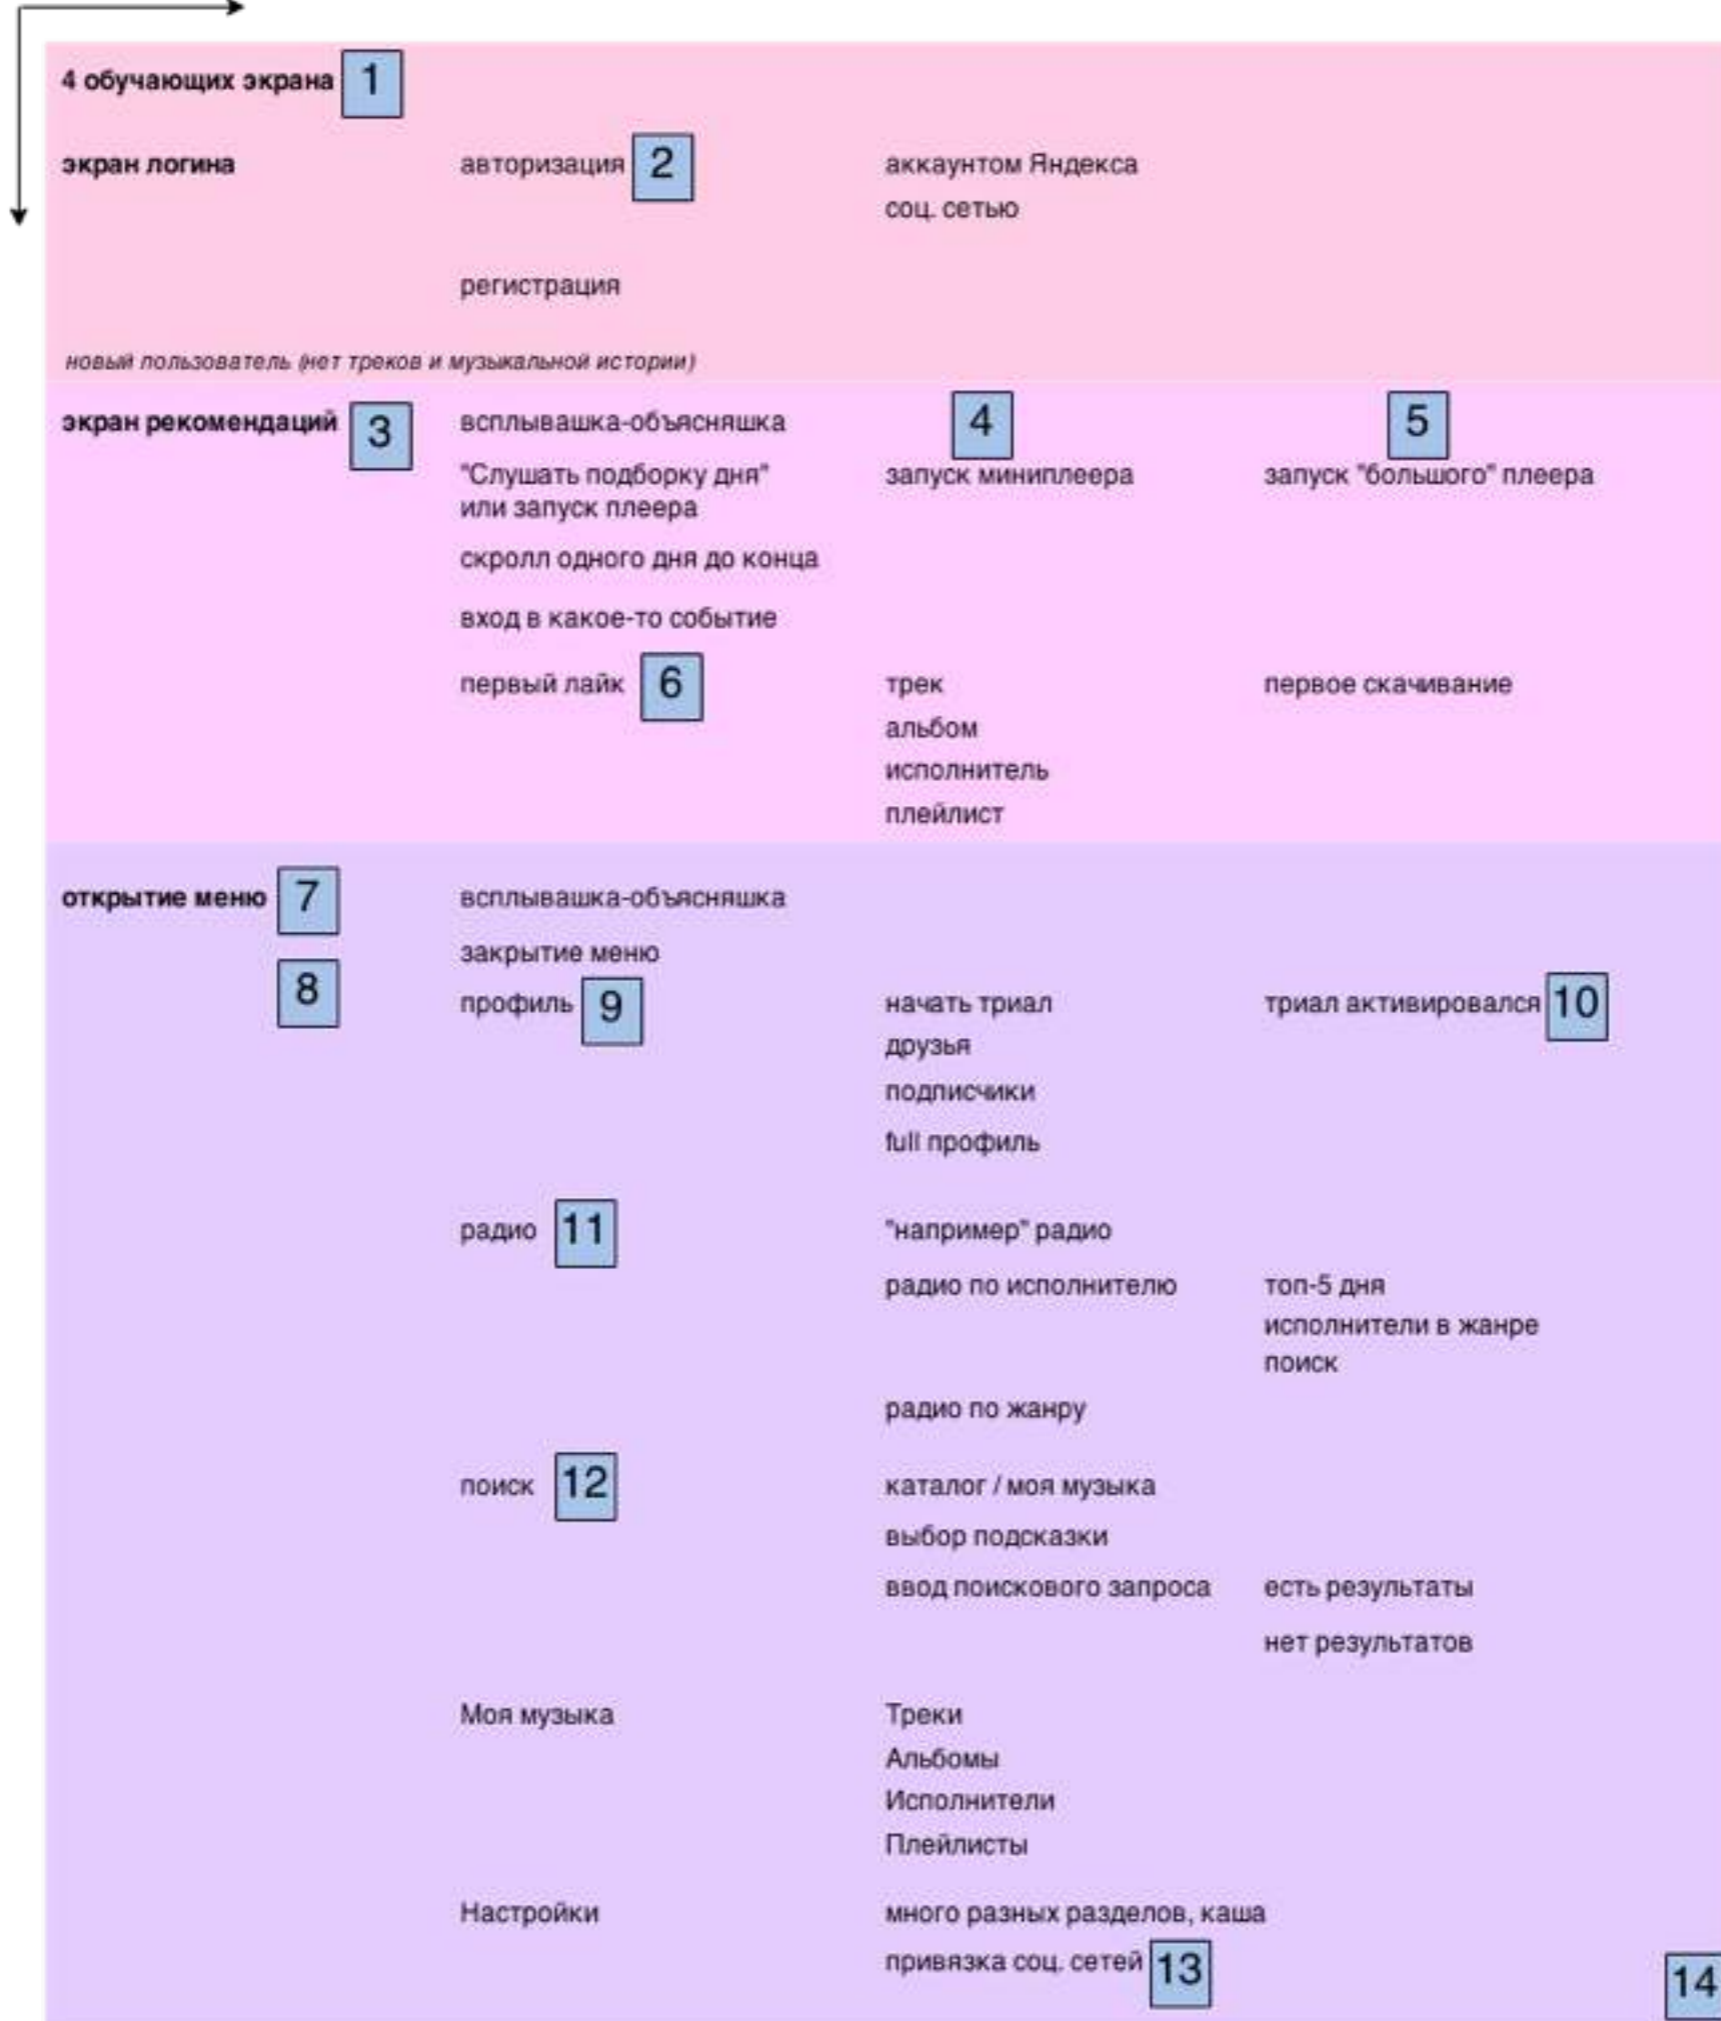 4 обучающих экрана 1
экран логина авторизация 2 аккаунтом Яндекса
соц. сетью
регистрация
новый пользователь (нет треков и музыкальной истории)
экран рекомендаций 3 всплывашка-объясняшка 4 5
"Слушать подборку дня" запуск миниплеера запуск "большого" плеера
или запуск плеера
скролл одного дня до конца
вход в какое-то событие
первый лайк 6 трек первое скачивание
альбом
исполнитель
плейлист
открытие меню 7 всплывашка-объясняшка
закрытие меню
8 профиль 9 начать триал триал активировался 10
друзья
подписчики
full профиль
радио 11 "например" радио
радио по исполнителю топ-5 дня
исполнители в жанре
поиск
радио по жанру
поиск 12 каталог / моя музыка
выбор подсказки
ввод поискового запроса есть результаты
нет результатов
Моя музыка Треки
Альбомы
Исполнители
Плейлисты
Настройки много разных разделов, каша
привязка соц. сетей 13 14